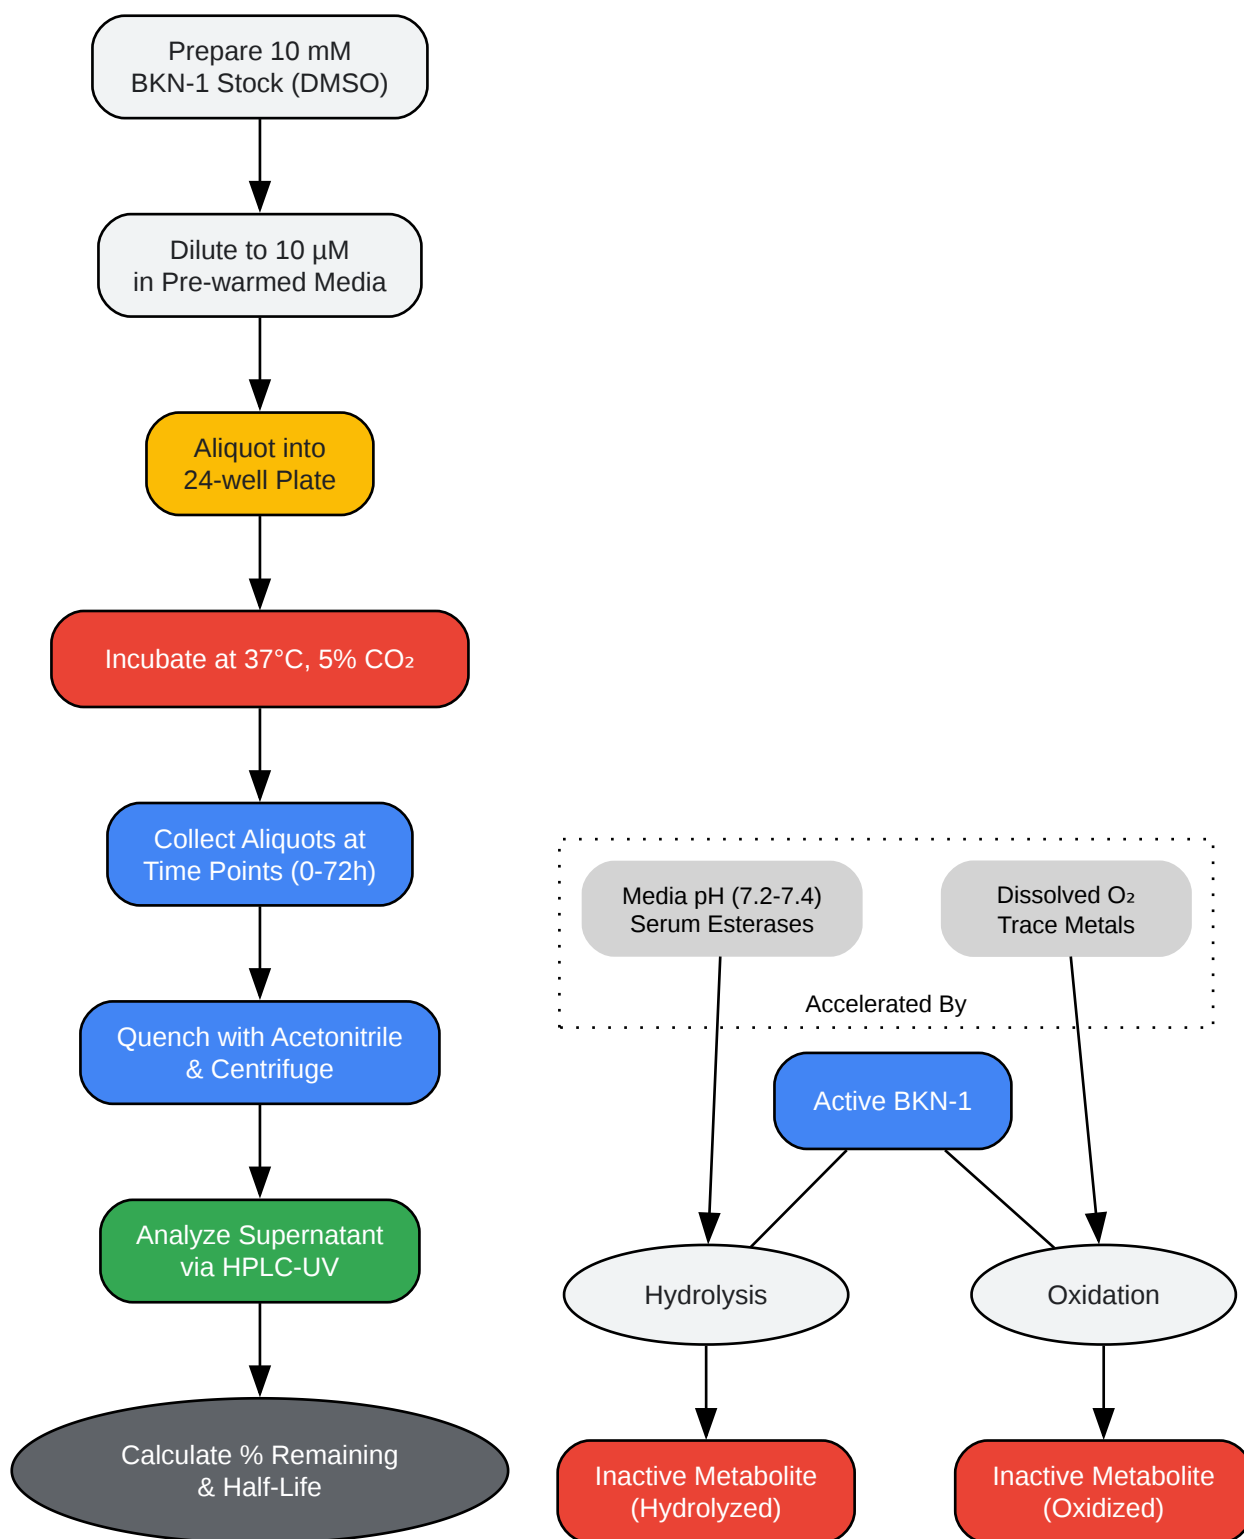 Prepare 10 mM
BKN-1 Stock (DMSO)
Dilute to 10 µM
in Pre-warmed Media
Aliquot into
24-well Plate
Incubate at 37°C, 5% CO₂
Collect Aliquots at
Time Points (0-72h)
Quench with Acetonitrile
& Centrifuge
Analyze Supernatant
via HPLC-UV
Calculate % Remaining
& Half-Life
Media pH (7.2-7.4)
Serum Esterases
Dissolved O₂
Trace Metals
Accelerated By
Active BKN-1
Hydrolysis
Oxidation
Inactive Metabolite
(Hydrolyzed)
Inactive Metabolite
(Oxidized)